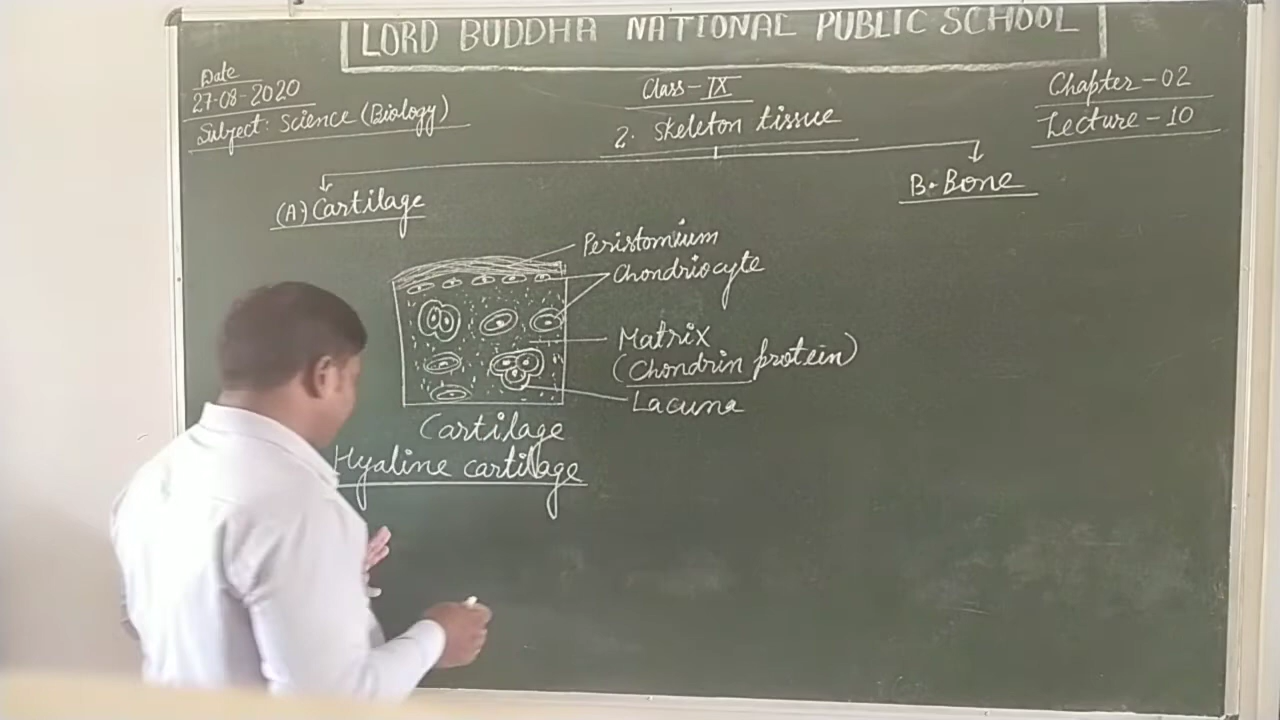 LORD BUDDHA NATIONAL PUBLIC SCHOOL
Date
27-08-2020
Subject: Science (Biology)
Class-IX
2. Skeleton tissue
Chapter-02
Lecture-10
(A) Cartilage
B. Bone
Peristomium
Chondriocyte
Matrix
(Chondrin protein)
Lacuna
Cartilage
Hyaline cartilage